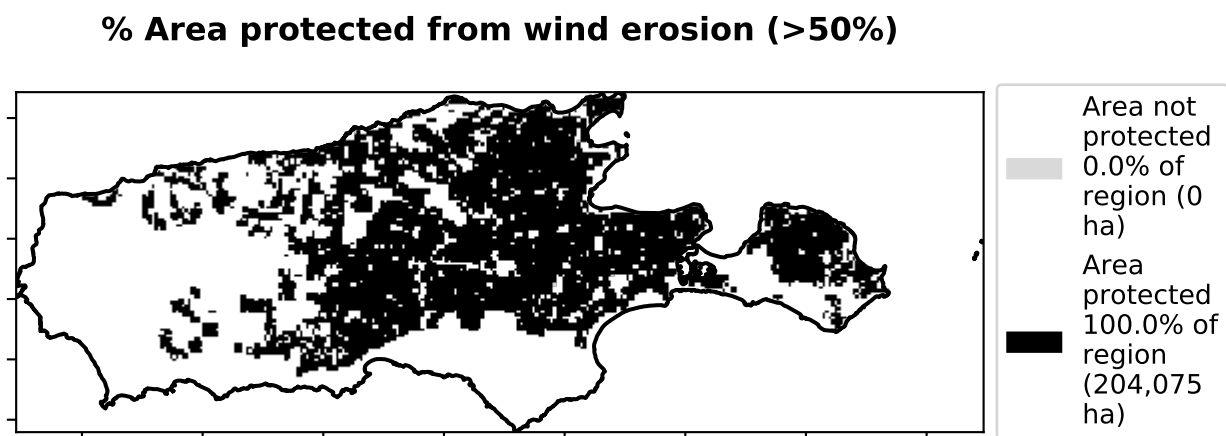 % Area protected from wind erosion (>50%)
Area not
protected
0.0% of
region (0
ha)
Area
protected
100.0% of
region
(204,075
ha)